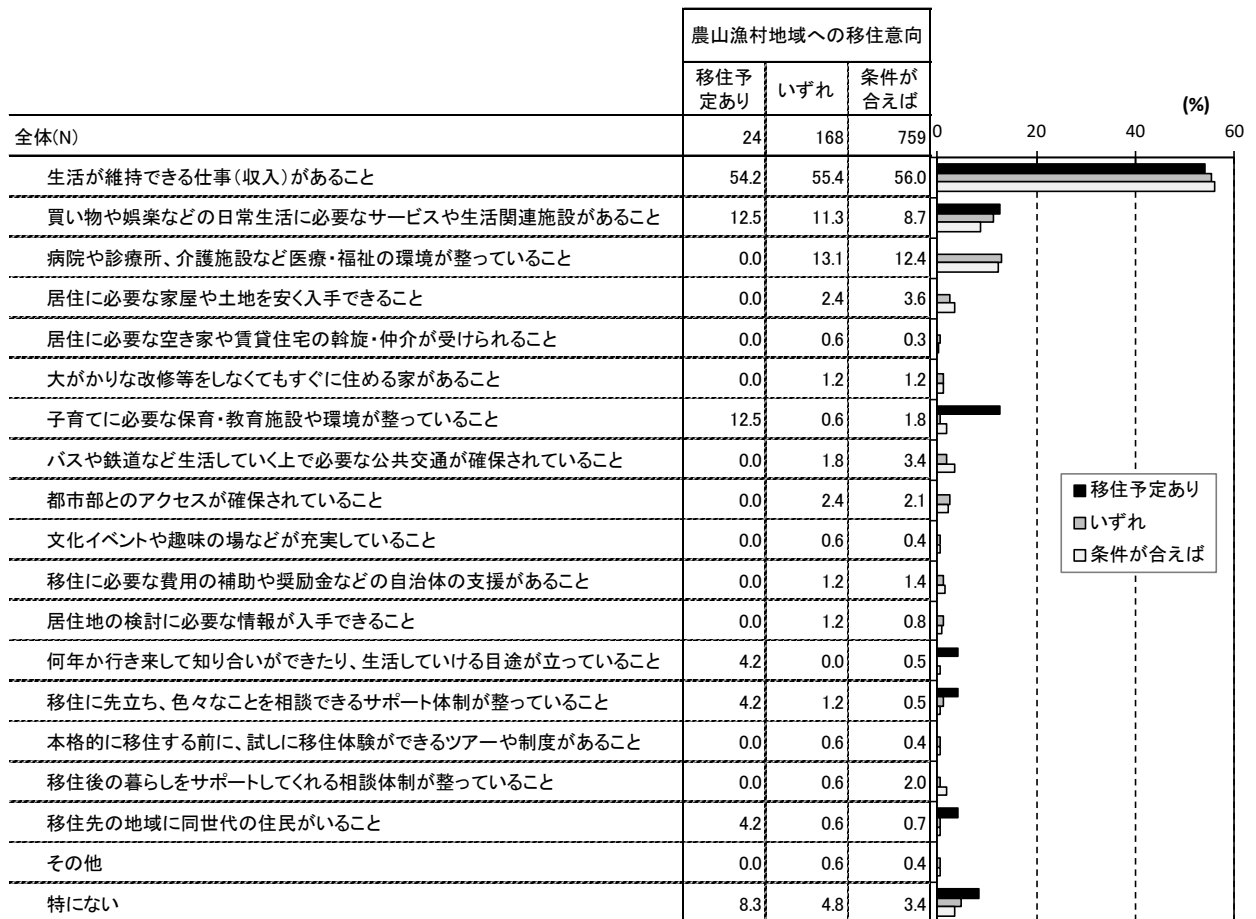 農山漁村地域への移住意向
移住予定あり いずれ 条件が合えば
(%)
全体(N) 24 168 759 0 20 40 60
生活が維持できる仕事(収入)があること 54.2 55.4 56.0
買い物や娯楽などの日常生活に必要なサービスや生活関連施設があること 12.5 11.3 8.7
病院や診療所、介護施設など医療・福祉の環境が整っていること 0.0 13.1 12.4
居住に必要な家屋や土地を安く入手できること 0.0 2.4 3.6
居住に必要な空き家や賃貸住宅の斡旋・仲介が受けられること 0.0 0.6 0.3
大がかりな改修等をしなくてもすぐに住める家があること 0.0 1.2 1.2
子育てに必要な保育・教育施設や環境が整っていること 12.5 0.6 1.8
バスや鉄道など生活していく上で必要な公共交通が確保されていること 0.0 1.8 3.4
都市部とのアクセスが確保されていること 0.0 2.4 2.1
文化イベントや趣味の場などが充実していること 0.0 0.6 0.4
移住に必要な費用の補助や奨励金などの自治体の支援があること 0.0 1.2 1.4
居住地の検討に必要な情報が入手できること 0.0 1.2 0.8
何年か行き来して知り合いができたり、生活していける目途が立っていること 4.2 0.0 0.5
移住に先立ち、色々なことを相談できるサポート体制が整っていること 4.2 1.2 0.5
本格的に移住する前に、試しに移住体験ができるツアーや制度があること 0.0 0.6 0.4
移住後の暮らしをサポートしてくれる相談体制が整っていること 0.0 0.6 2.0
移住先の地域に同世代の住民がいること 4.2 0.6 0.7
その他 0.0 0.6 0.4
特にない 8.3 4.8 3.4
移住予定あり
いずれ
条件が合えば